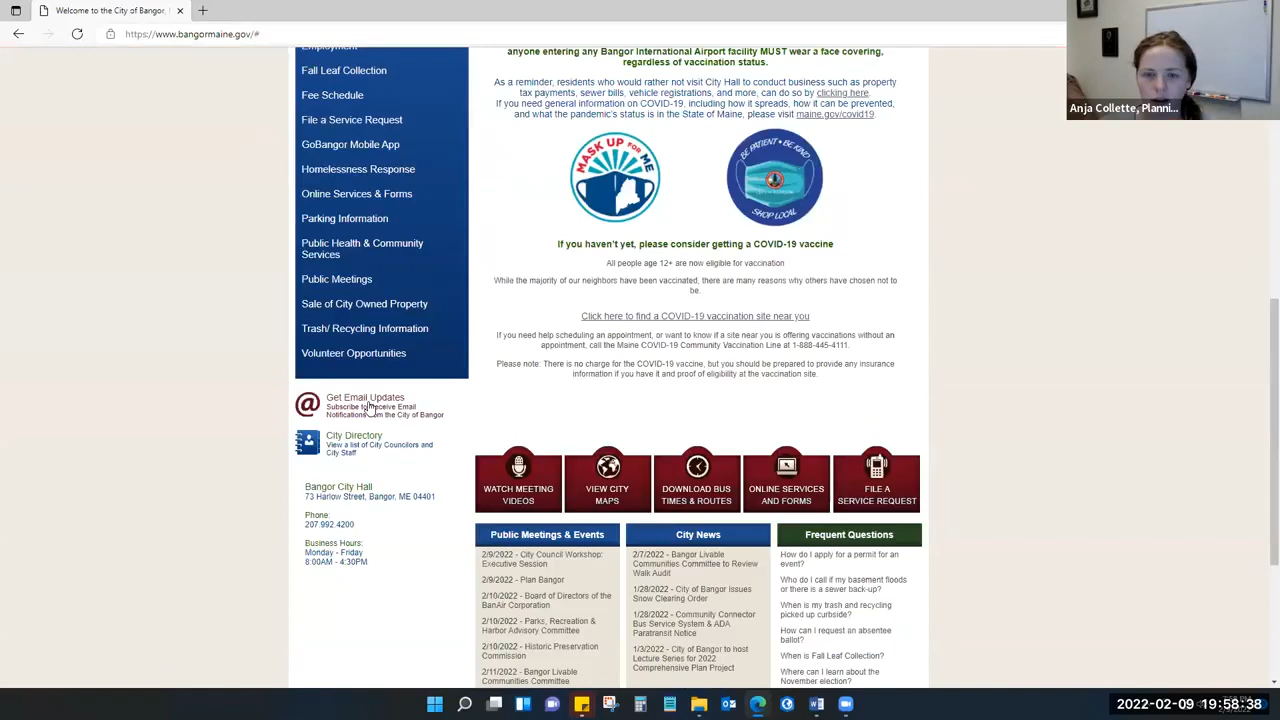 Welcome to the City of Bangor,
https://www.bangormaine.gov/#
Anja Collette, Planni...
Employment
Fall Leaf Collection
Fee Schedule
File a Service Request
GoBangor Mobile App
Homelessness Response
Online Services & Forms
Parking Information
Public Health & Community
Services
Public Meetings
Sale of City Owned Property
Trash/ Recycling Information
Volunteer Opportunities
Get Email Updates
Subscribe to receive Email
Notifications from the City of Bangor
City Directory
View a list of City Councilors and
City Staff
Bangor City Hall
73 Harlow Street, Bangor, ME 04401
Phone:
207.992.4200
Business Hours:
Monday - Friday
8:00AM - 4:30PM
anyone entering any Bangor International Airport facility MUST wear a face covering,
regardless of vaccination status.
As a reminder, residents who would rather not visit City Hall to conduct business such as property
tax payments, sewer bills, vehicle registrations, and more, can do so by clicking here.
If you need general information on COVID-19, including how it spreads, how it can be prevented,
and what the pandemic's status is in the State of Maine, please visit maine.gov/covid19.
MASK UP FOR ME
BE PATIENT • BE KIND
SHOP LOCAL
If you haven't yet, please consider getting a COVID-19 vaccine
All people age 12+ are now eligible for vaccination
While the majority of our neighbors have been vaccinated, there are many reasons why others have chosen not to
be.
Click here to find a COVID-19 vaccination site near you
If you need help scheduling an appointment, or want to know if a site near you is offering vaccinations without an
appointment, call the Maine COVID-19 Community Vaccination Line at 1-888-445-4111.
Please note: There is no charge for the COVID-19 vaccine, but you should be prepared to provide any insurance
information if you have it and proof of eligibility at the vaccination site.
WATCH MEETING
VIDEOS
VIEW CITY
MAPS
DOWNLOAD BUS
TIMES & ROUTES
ONLINE SERVICES
AND FORMS
FILE A
SERVICE REQUEST
Public Meetings & Events
2/9/2022 - City Council Workshop:
Executive Session
2/9/2022 - Plan Bangor
2/10/2022 - Board of Directors of the
BanAir Corporation
2/10/2022 - Parks, Recreation &
Harbor Advisory Committee
2/10/2022 - Historic Preservation
Commission
2/11/2022 - Bangor Livable
Communities Committee
City News
2/7/2022 - Bangor Livable
Communities Committee to Review
Walk Audit
1/28/2022 - City of Bangor Issues
Snow Clearing Order
1/28/2022 - Community Connector
Bus Service System & ADA
Paratransit Notice
1/3/2022 - City of Bangor to host
Lecture Series for 2022
Comprehensive Plan Project
Frequent Questions
How do I apply for a permit for an
event?
Who do I call if my basement floods
or there is a sewer back-up?
When is my trash and recycling
picked up curbside?
How can I request an absentee
ballot?
When is Fall Leaf Collection?
Where can I learn about the
November election?
2022-02-09 19:58:38